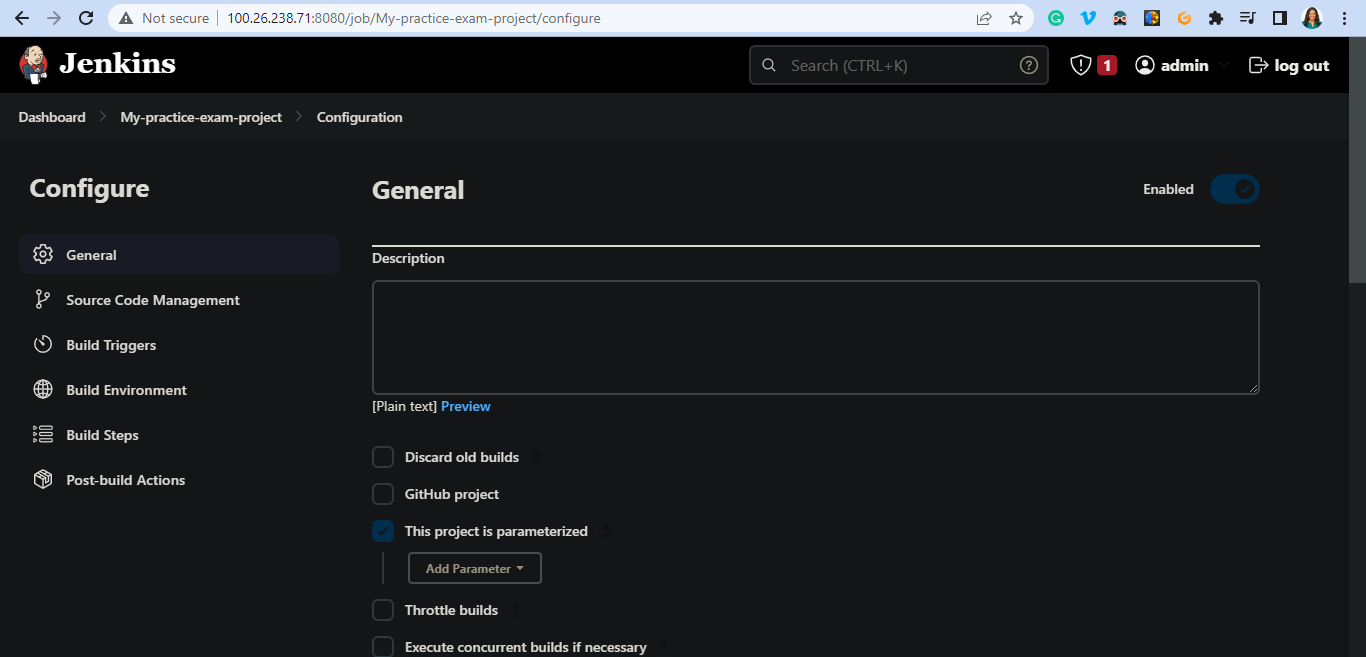 Not secure | 100.26.238.71:8080/job/My-practice-exam-project/configure
Jenkins
Search (CTRL+K) ?
1 admin log out
Dashboard > My-practice-exam-project > Configuration
Configure
General
Source Code Management
Build Triggers
Build Environment
Build Steps
Post-build Actions
General
Enabled
Description
[Plain text] Preview
Discard old builds ?
GitHub project
This project is parameterized ?
Add Parameter
Throttle builds ?
Execute concurrent builds if necessary ?